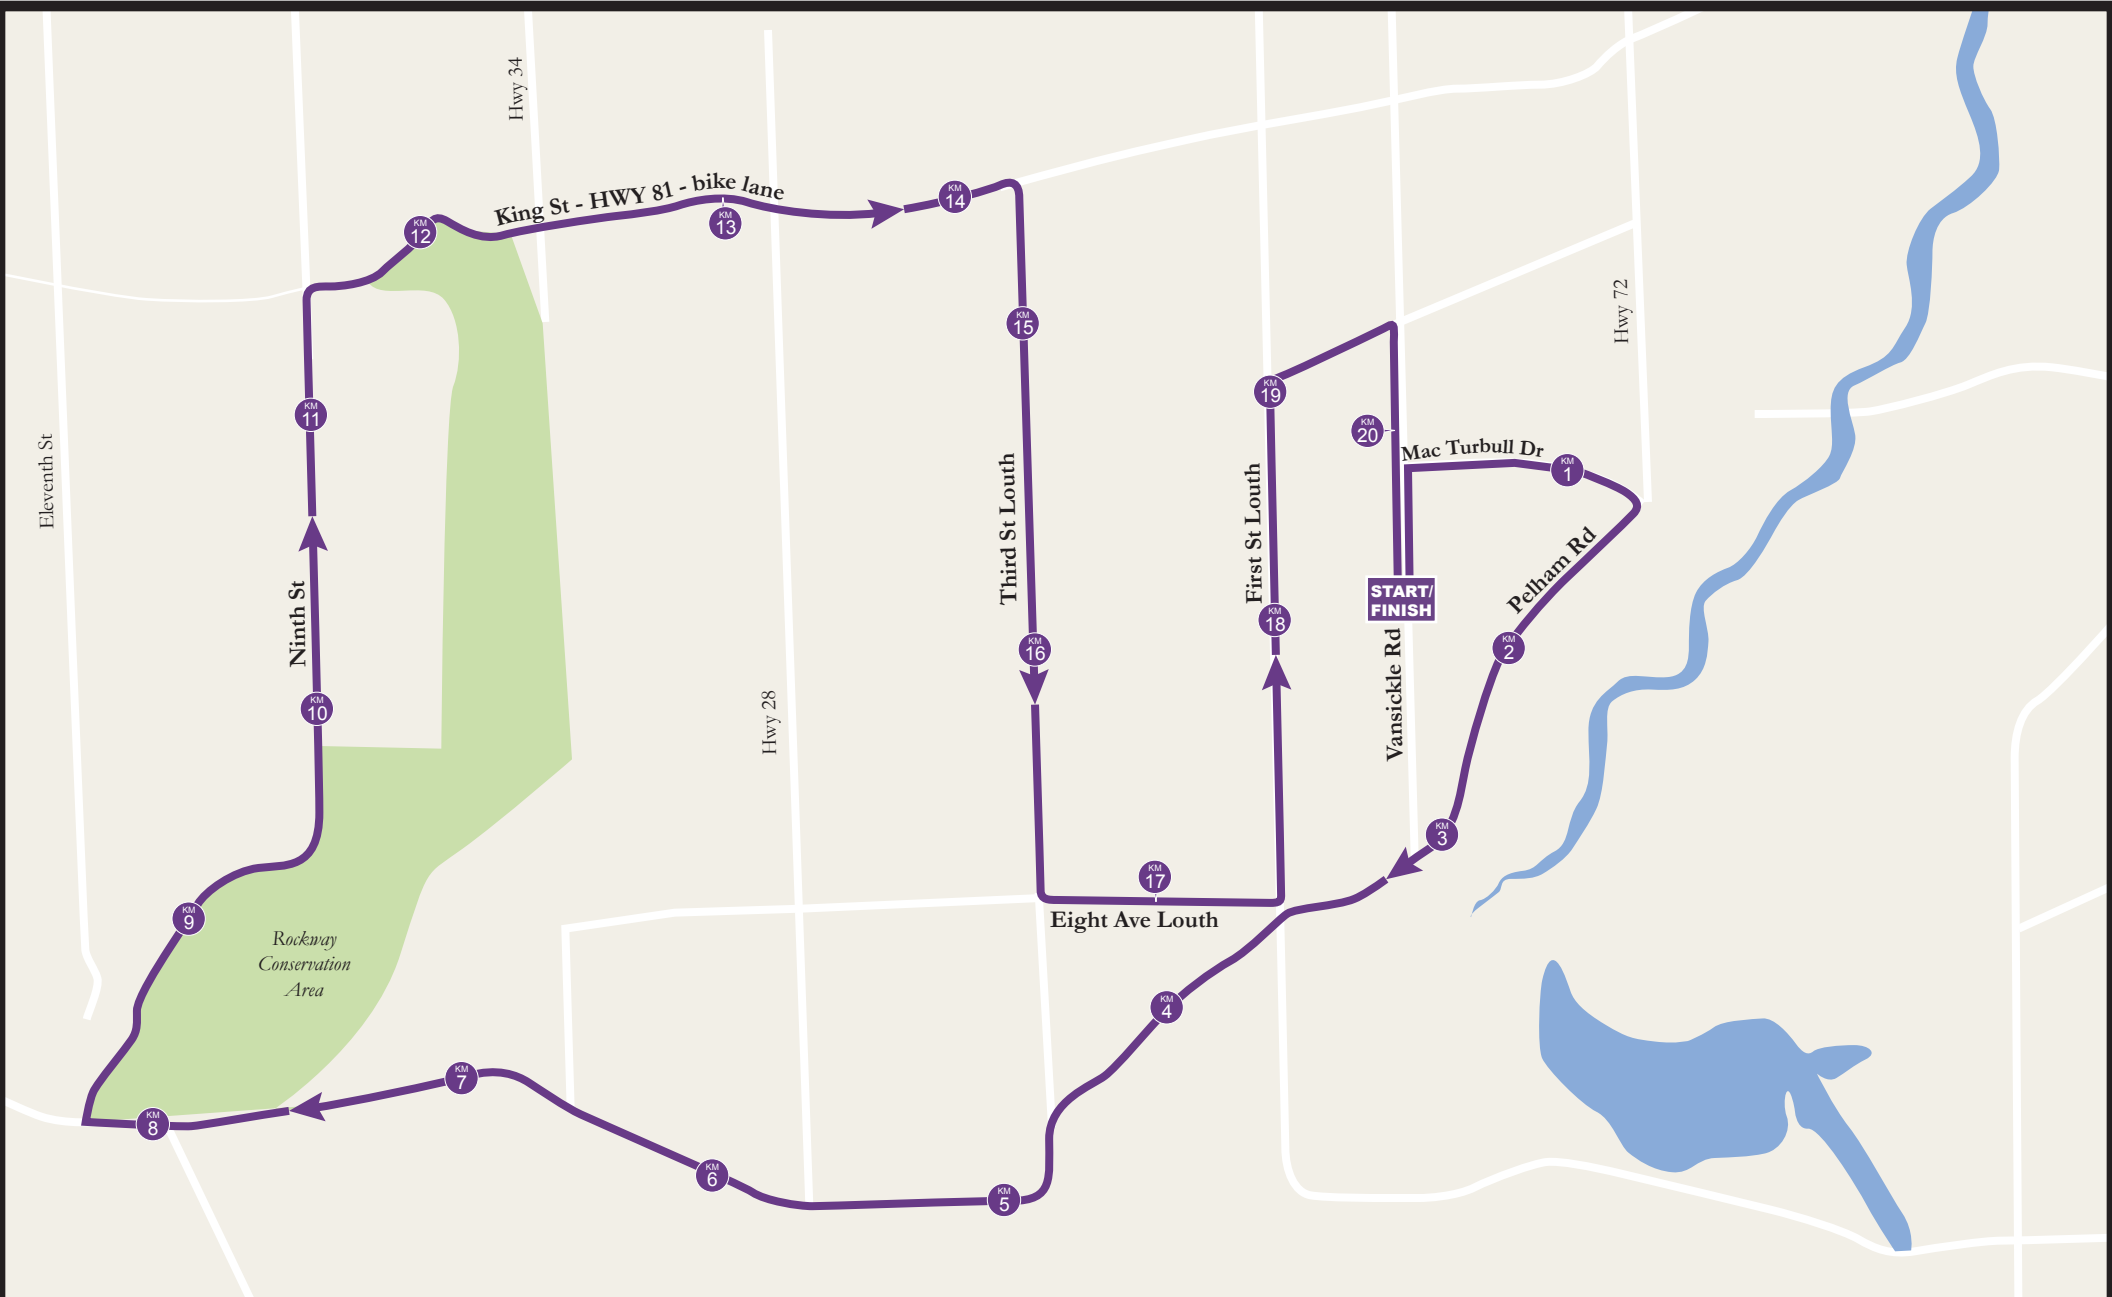 Hwy 34
King St - HWY 81 - bike lane
KM
14
KM
12
KM
13
Hwy 72
KM
15
KM
19
KM
11
KM
20
Mac Turbull Dr
KM
1
Eleventh St
Third St Louth
First St Louth
Pelham Rd
START/
FINISH
Ninth St
KM
18
KM
16
KM
2
Vansickle Rd
KM
10
Hwy 28
KM
3
KM
17
KM
9
Eight Ave Louth
Rockway
Conservation
Area
KM
4
KM
7
KM
8
KM
6
KM
5